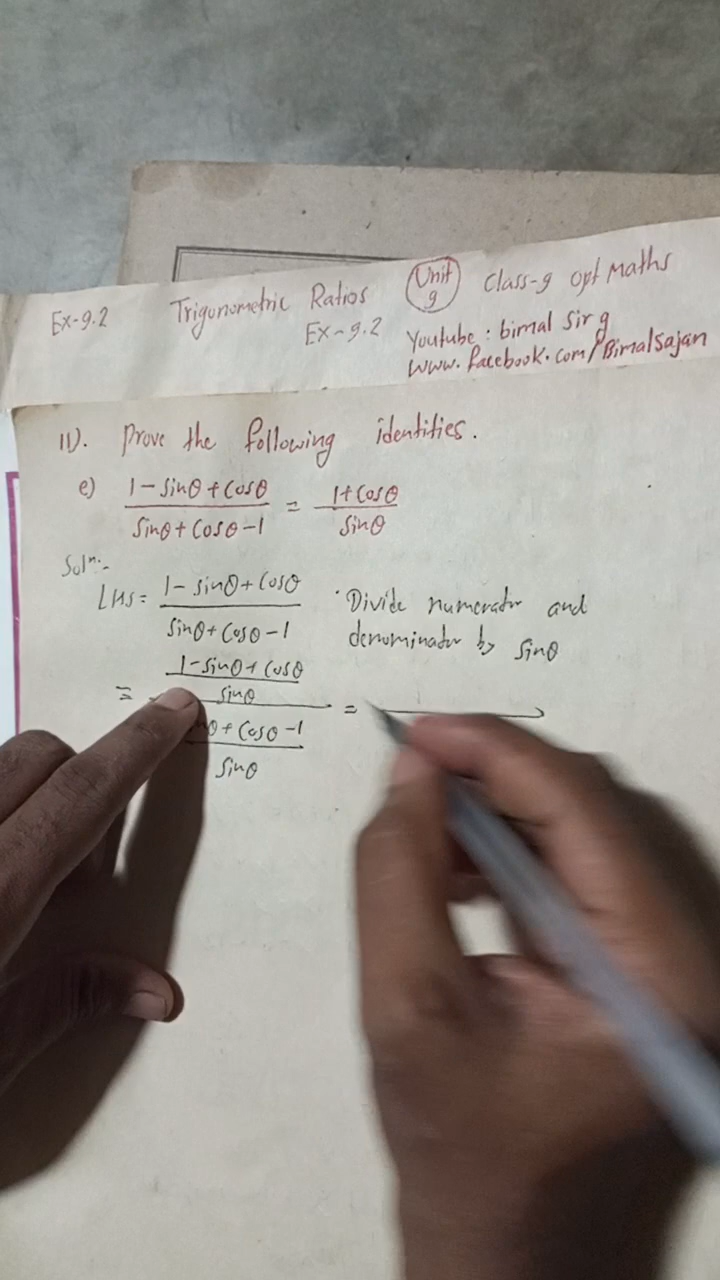 Ex-9.2 Trigonometric Ratios Unit 9 Class-9 Opt Maths
Ex-9.2 Youtube : bimal Sir g
www.facebook.com/Bimalsajan
11). Prove the following identities.
e) (1-Sinθ+Cosθ)/(Sinθ+Cosθ-1) = (1+Cosθ)/(Sinθ)
Solⁿ:-
LHS = (1-Sinθ+Cosθ)/(Sinθ+Cosθ-1) Divide numerator and
denominator by Sinθ
= ((1-Sinθ+Cosθ)/(Sinθ))/((nθ+Cosθ-1)/(Sinθ)) =